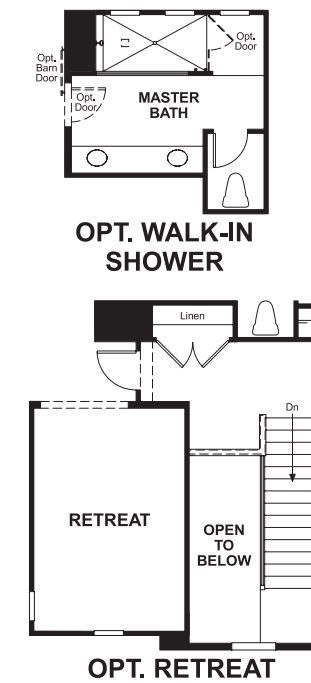 Opt.
Door
Opt.
Barn
Door
Opt.
Door
MASTER
BATH
OPT. WALK-IN
SHOWER
Linen
Dn
RETREAT
OPEN
TO
BELOW
OPT. RETREAT